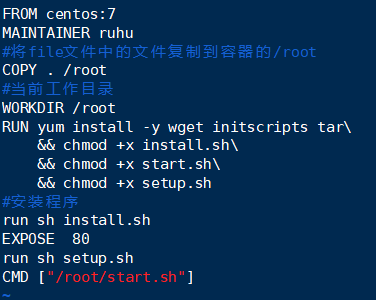 FROM centos:7
MAINTAINER ruhu
#将file文件中的文件复制到容器的/root
COPY . /root
#当前工作目录
WORKDIR /root
RUN yum install -y wget initscripts tar\
    && chmod +x install.sh\
    && chmod +x start.sh\
    && chmod +x setup.sh
#安装程序
run sh install.sh
EXPOSE  80
run sh setup.sh
CMD ["/root/start.sh"]
~